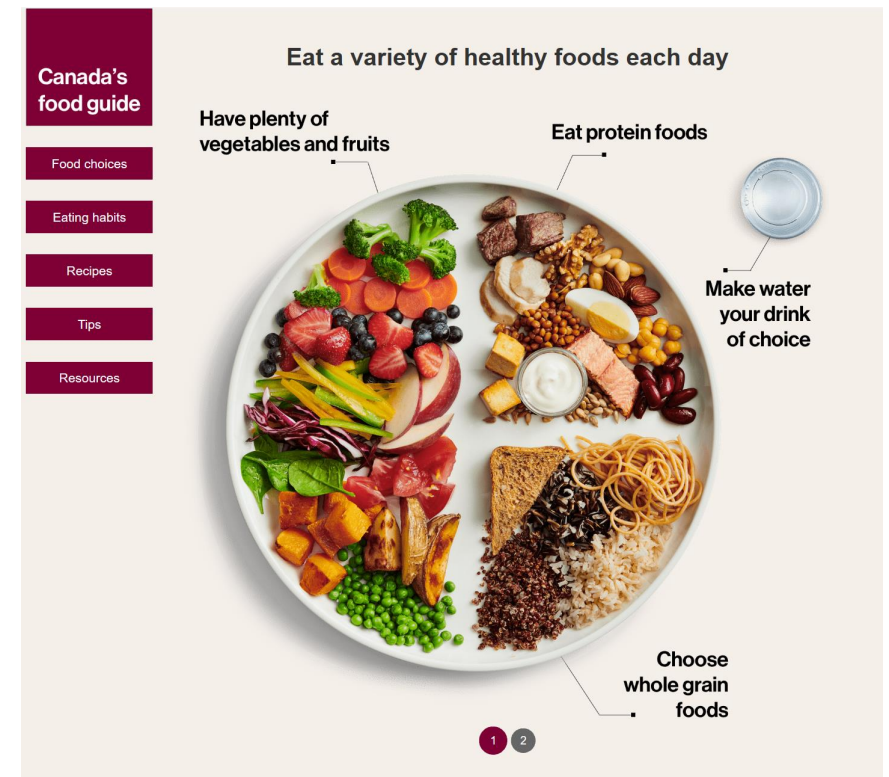 Canada's
food guide
Food choices
Eating habits
Recipes
Tips
Resources
Eat a variety of healthy foods each day
Have plenty of
vegetables and fruits
Eat protein foods
Make water
your drink
of choice
Choose
whole grain
foods
1 2